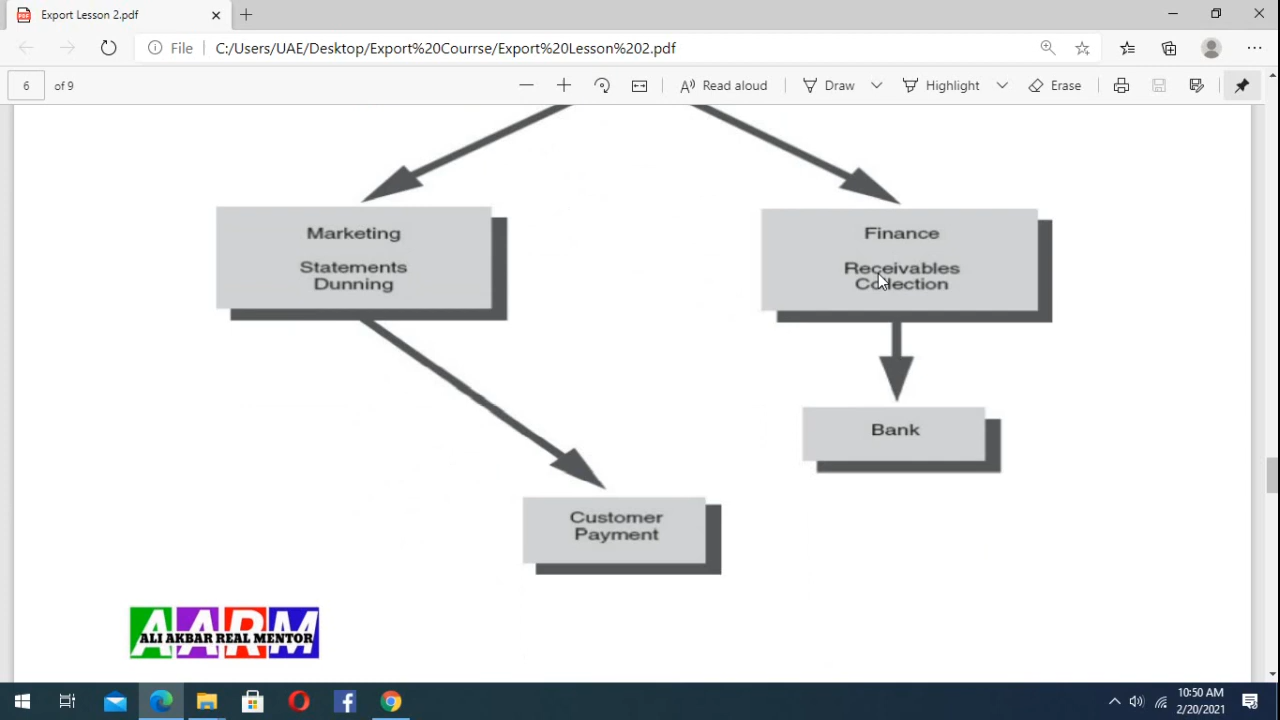 Export Lesson 2.pdf
File
C:/Users/UAE/Desktop/Export%20Courrse/Export%20Lesson%202.pdf
6 of 9
Read aloud
Draw
Highlight
Erase
Marketing
Statements
Dunning
Finance
Receivables
Collection
Bank
Customer
Payment
AARM
ALI AKBAR REAL MENTOR
10:50 AM
2/20/2021